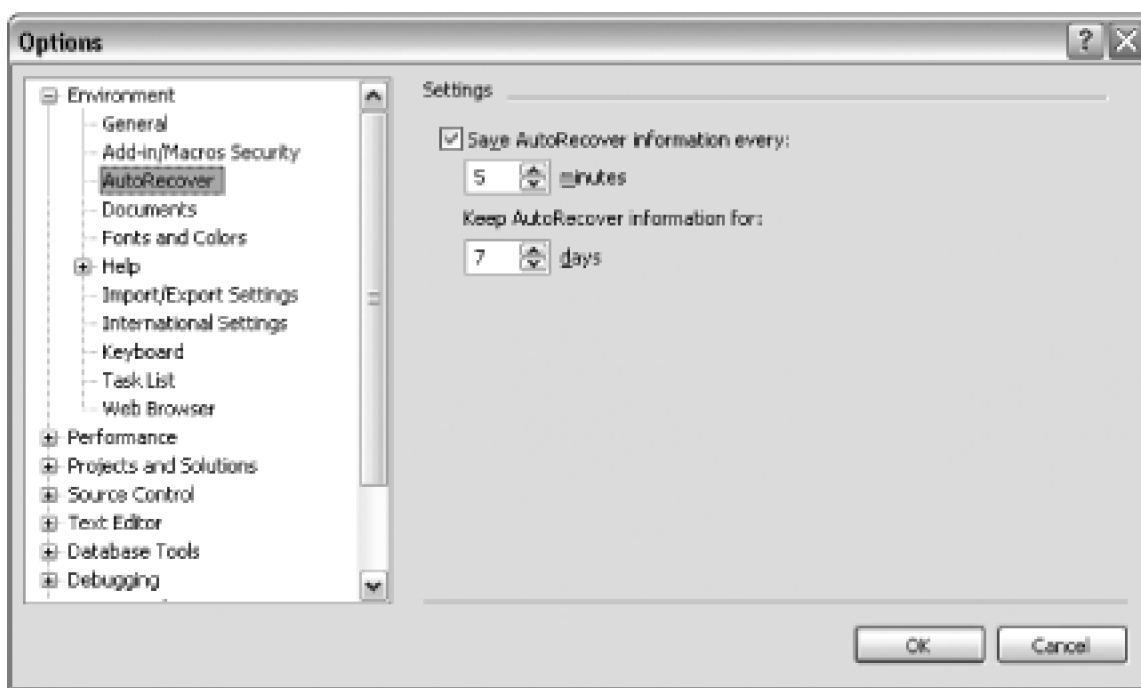 Options
Environment
General
Add-in/Macros Security
AutoRecover
Documents
Fonts and Colors
Help
Import/Export Settings
International Settings
Keyboard
Task List
Web Browser
Performance
Projects and Solutions
Source Control
Text Editor
Database Tools
Debugging
Settings
Save AutoRecover information every:
5 minutes
Keep AutoRecover information for:
7 days
OK Cancel